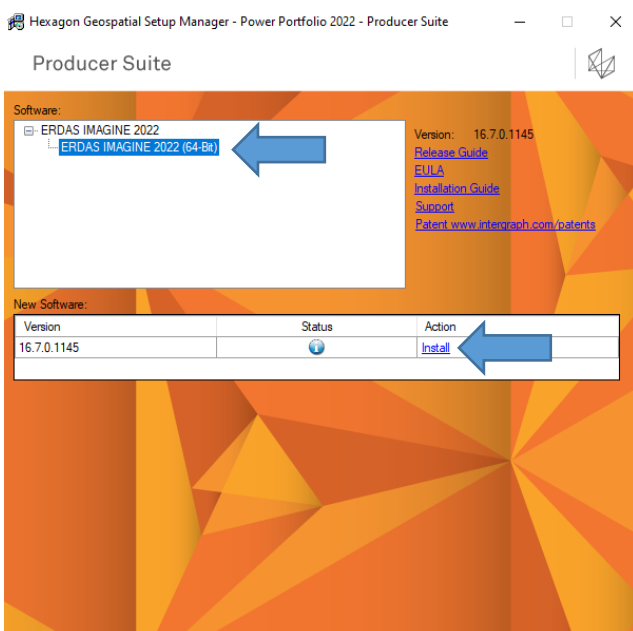 Hexagon Geospatial Setup Manager - Power Portfolio 2022 - Producer Suite
Producer Suite
Software:
ERDAS IMAGINE 2022
ERDAS IMAGINE 2022 (64-Bit)
Version: 16.7.0.1145
Release Guide
EULA
Installation Guide
Support
Patent www.intergraph.com/patents
New Software:
Version Status Action
16.7.0.1145 Install